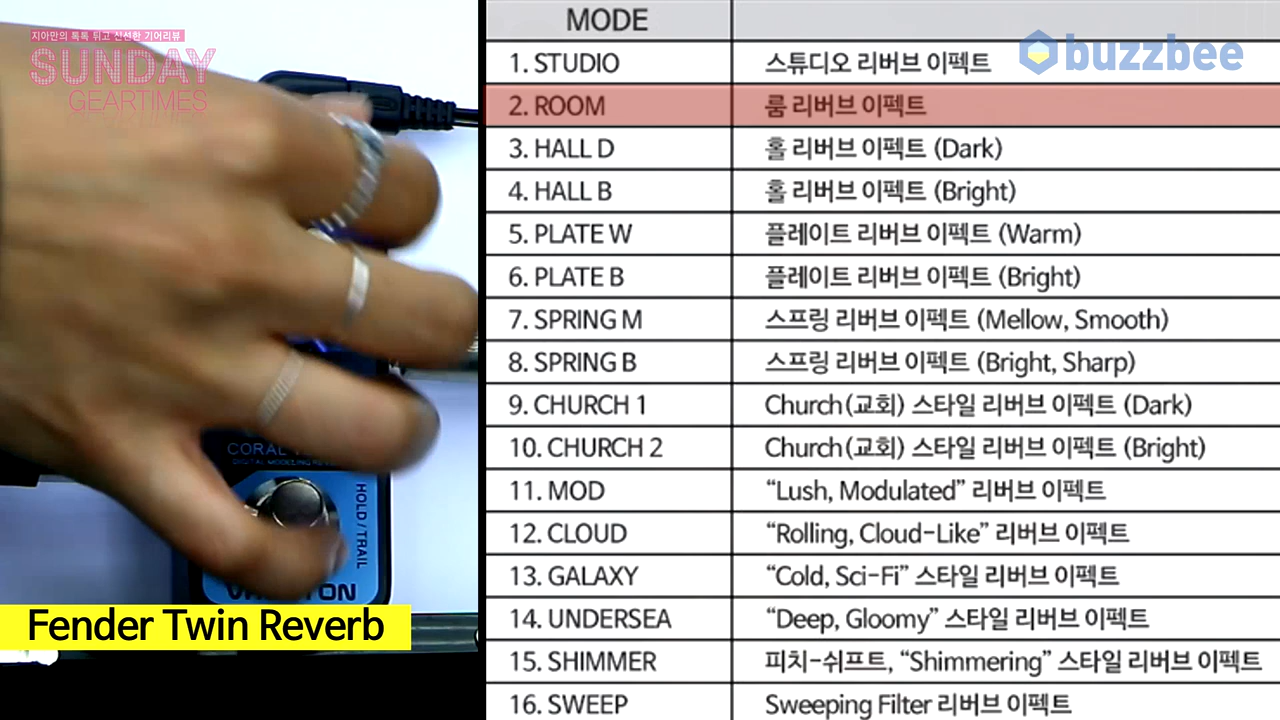 지아만의 톡톡 튀고 신선한 기어리뷰
SUNDAY
GEARTIMES
buzzbee
MODE
1. STUDIO 스튜디오 리버브 이펙트
2. ROOM 룸 리버브 이펙트
3. HALL D 홀 리버브 이펙트 (Dark)
4. HALL B 홀 리버브 이펙트 (Bright)
5. PLATE W 플레이트 리버브 이펙트 (Warm)
6. PLATE B 플레이트 리버브 이펙트 (Bright)
7. SPRING M 스프링 리버브 이펙트 (Mellow, Smooth)
8. SPRING B 스프링 리버브 이펙트 (Bright, Sharp)
9. CHURCH 1 Church(교회) 스타일 리버브 이펙트 (Dark)
10. CHURCH 2 Church(교회) 스타일 리버브 이펙트 (Bright)
11. MOD “Lush, Modulated” 리버브 이펙트
12. CLOUD “Rolling, Cloud-Like” 리버브 이펙트
13. GALAXY “Cold, Sci-Fi” 스타일 리버브 이펙트
14. UNDERSEA “Deep, Gloomy” 스타일 리버브 이펙트
15. SHIMMER 피치-쉬프트, “Shimmering” 스타일 리버브 이펙트
16. SWEEP Sweeping Filter 리버브 이펙트
CORAL
DIGITAL MODELING
HOLD / TRAIL
Fender Twin Reverb